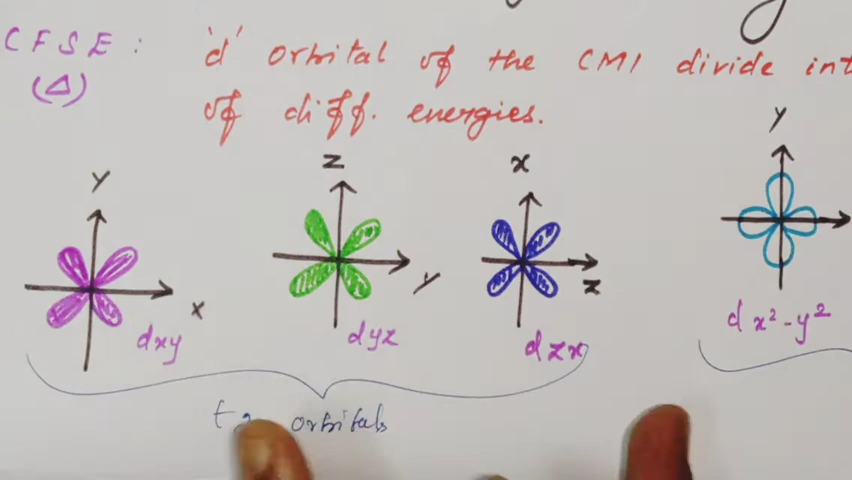 CFSE : 'd' orbital of the CMI divide int
(Δ) of diff. energies.
Y Z X Y
X Y Z
dxy dyz dzx dx²-y²
orbitals